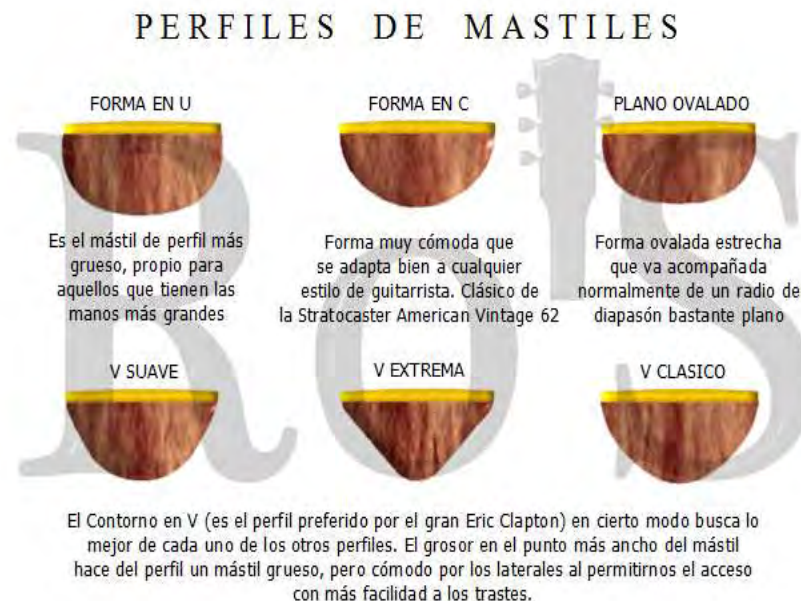 PERFILES DE MASTILES
FORMA EN U
FORMA EN C
PLANO OVALADO
Es el mástil de perfil más
grueso, propio para
aquellos que tienen las
manos más grandes
Forma muy cómoda que
se adapta bien a cualquier
estilo de guitarrista. Clásico de
la Stratocaster American Vintage 62
Forma ovalada estrecha
que va acompañada
normalmente de un radio de
diapasón bastante plano
V SUAVE
V EXTREMA
V CLASICO
El Contorno en V (es el perfil preferido por el gran Eric Clapton) en cierto modo busca lo
mejor de cada uno de los otros perfiles. El grosor en el punto más ancho del mástil
hace del perfil un mástil grueso, pero cómodo por los laterales al permitirnos el acceso
con más facilidad a los trastes.
RO'S